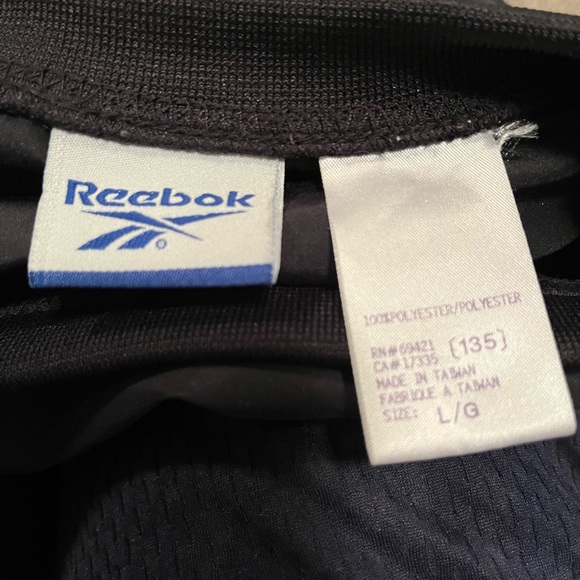 Reebok
®
100%POLYESTER/POLYESTER
RN#69421 [135]
CA#17335
MADE IN TAIWAN
FABRIQUE A TAIWAN
SIZE: L/G